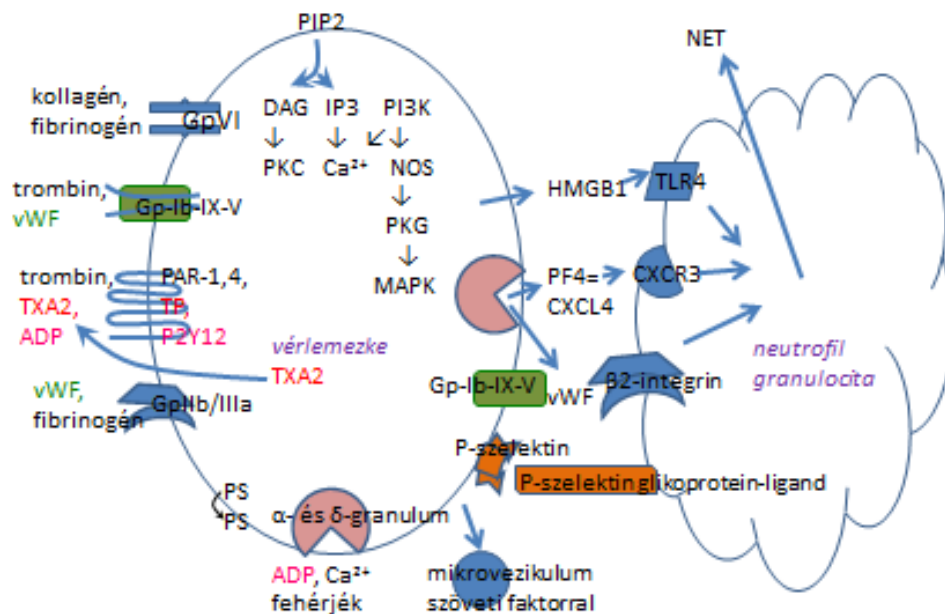 PIP2
NET
kollagén,
fibrinogén
GpVI
DAG IP3 PI3K
↓ ↓ ↙ ↓
PKC Ca²⁺ NOS
↓
PKG
↓
MAPK
trombin,
vWF
Gp-Ib-IX-V
HMGB1
TLR4
trombin,
TXA2,
ADP
PAR-1,4,
TP,
P2Y12
PF4=
CXCL4
CXCR3
vérlemezke
TXA2
neutrofil
granulocita
vWF,
fibrinogén
GpIIb/IIIa
Gp-Ib-IX-V
vWF
β2-integrin
P-szelektin
P-szelektin glikoprotein-ligand
PS
PS
α- és δ-granulum
ADP, Ca²⁺
fehérjék
mikrovezikulum
szöveti faktorral